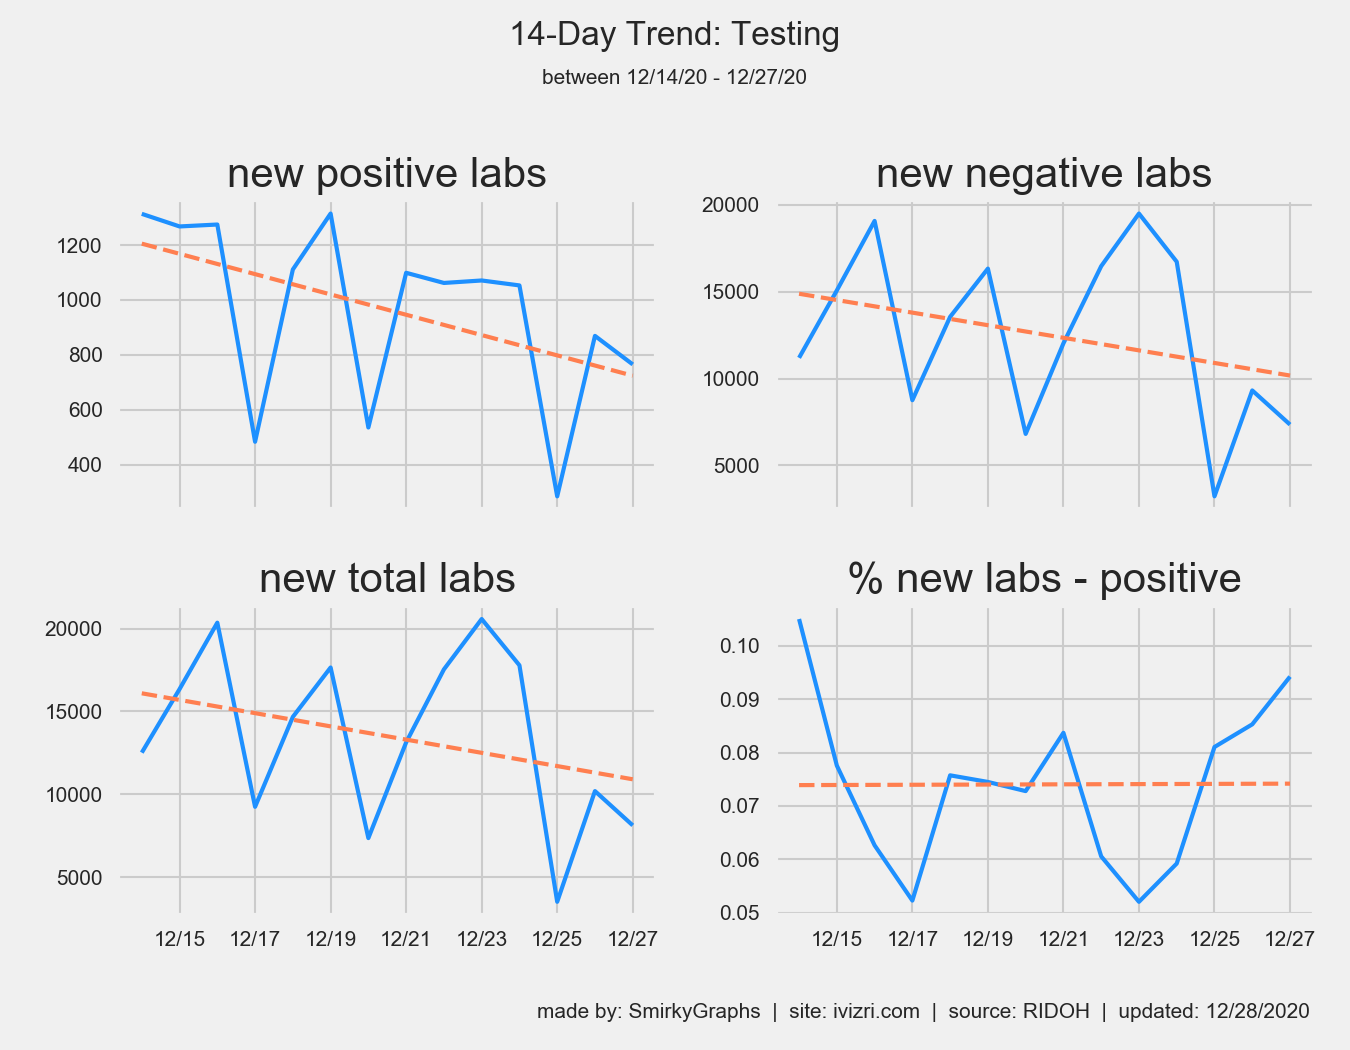 14-Day Trend: Testing
between 12/14/20 - 12/27/20
new positive labs
1200
1000
800
600
400
new negative labs
20000
15000
10000
5000
new total labs
20000
15000
10000
5000
12/15 12/17 12/19 12/21 12/23 12/25 12/27
% new labs - positive
0.10
0.09
0.08
0.07
0.06
0.05
12/15 12/17 12/19 12/21 12/23 12/25 12/27
made by: SmirkyGraphs | site: ivizri.com | source: RIDOH | updated: 12/28/2020